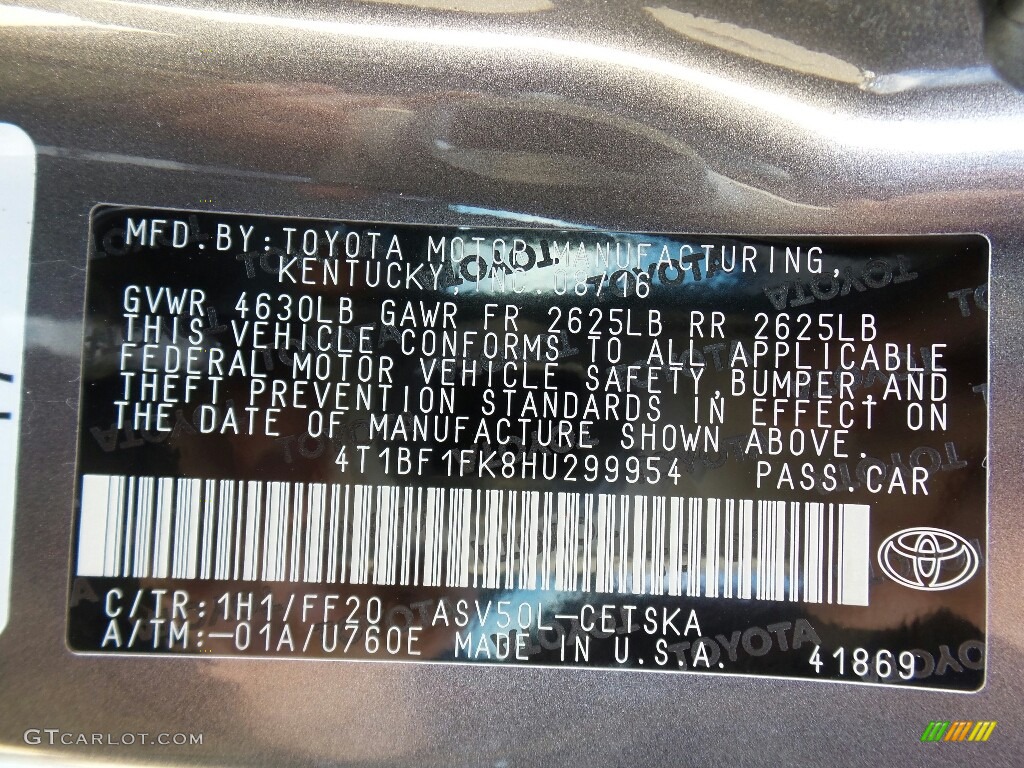 MFD.BY:TOYOTA MOTOR MANUFACTURING,
KENTUCKY, INC. 08/16
GVWR 4630LB GAWR FR 2625LB RR 2625LB
THIS VEHICLE CONFORMS TO ALL APPLICABLE
FEDERAL MOTOR VEHICLE SAFETY,BUMPER,AND
THEFT PREVENTION STANDARDS IN EFFECT ON
THE DATE OF MANUFACTURE SHOWN ABOVE.
4T1BF1FK8HU299954 PASS.CAR
C/TR:1H1/FF20 ASV50L-CETSKA
A/TM:-01A/U760E MADE IN U.S.A. 41869
GTCARLOT.COM